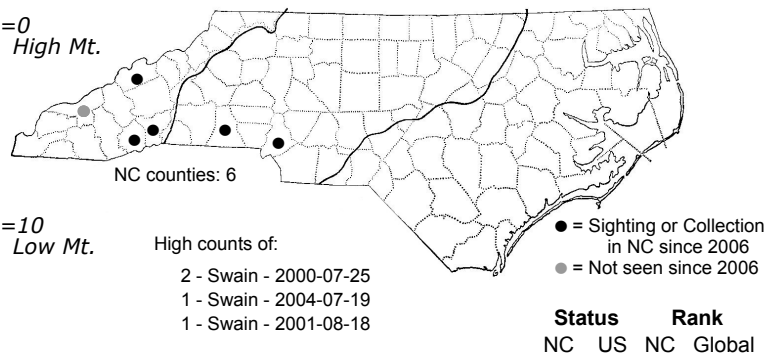 =0
High Mt.
NC counties: 6
=10
Low Mt.
High counts of:
2 - Swain - 2000-07-25
1 - Swain - 2004-07-19
1 - Swain - 2001-08-18
= Sighting or Collection
in NC since 2006
= Not seen since 2006
Status Rank
NC US NC Global